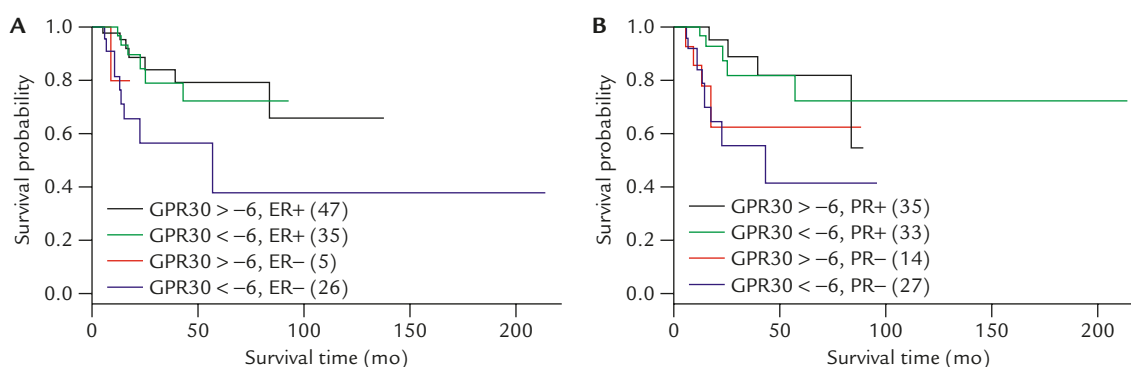 A
1.0
0.8
0.6
0.4
0.2
0.0
Survival probability
GPR30 > −6, ER+ (47)
GPR30 < −6, ER+ (35)
GPR30 > −6, ER− (5)
GPR30 < −6, ER− (26)
0 50 100 150 200
Survival time (mo)
B
1.0
0.8
0.6
0.4
0.2
0.0
Survival probability
GPR30 > −6, PR+ (35)
GPR30 < −6, PR+ (33)
GPR30 > −6, PR− (14)
GPR30 < −6, PR− (27)
0 50 100 150 200
Survival time (mo)